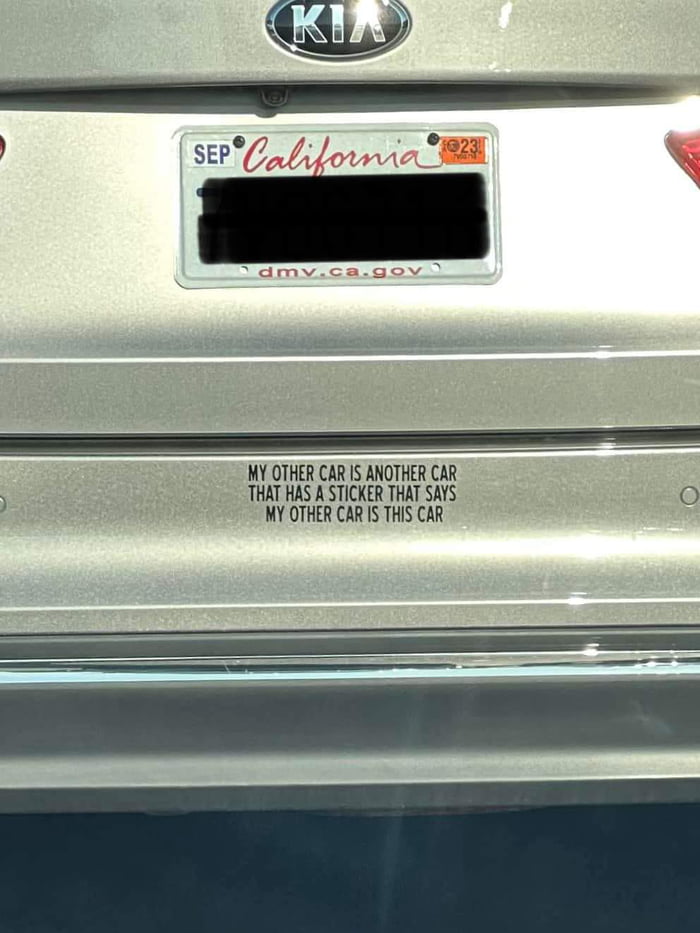 KIA
SEP California 23
dmv.ca.gov
MY OTHER CAR IS ANOTHER CAR
THAT HAS A STICKER THAT SAYS
MY OTHER CAR IS THIS CAR